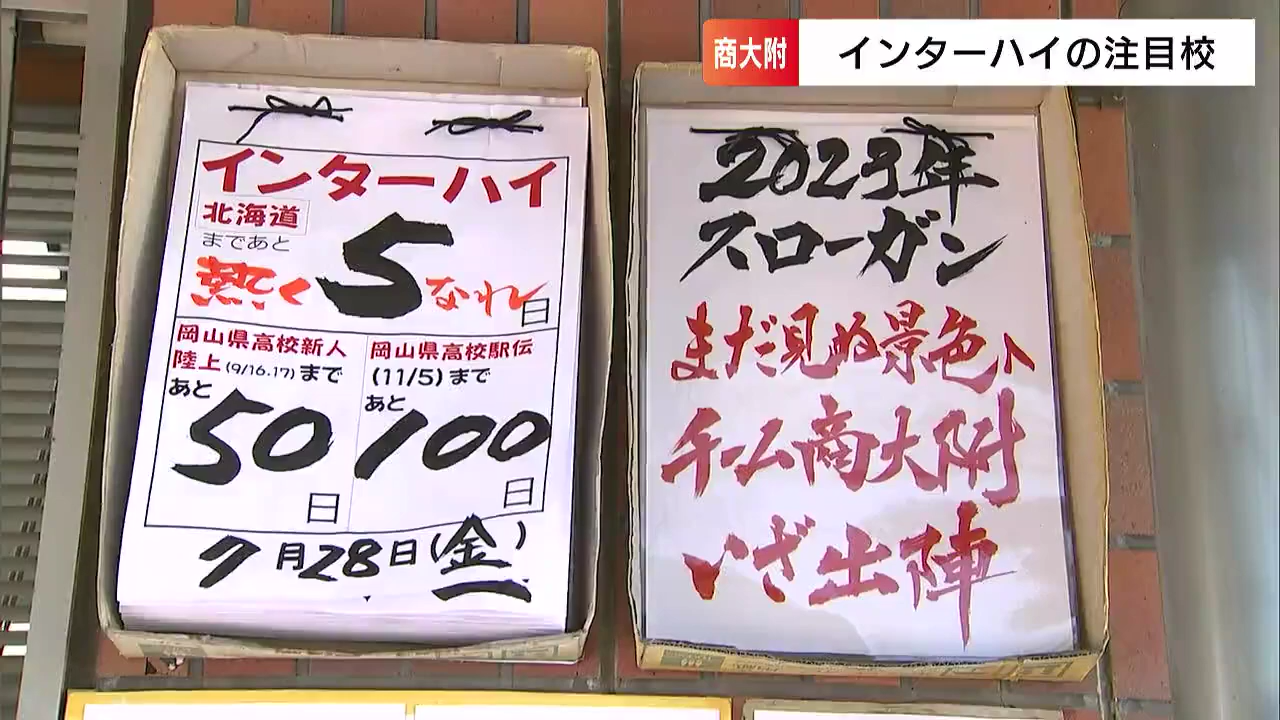 商大附
インターハイの注目校
インターハイ
北海道
まであと
熱く5なれ日
岡山県高校新人
陸上(9/16.17)まで
あと
50
日
岡山県高校駅伝
(11/5)まで
あと
100
日
7月28日(金)
2023年
スローガン
まだ見ぬ景色へ
チーム商大附
いざ出陣